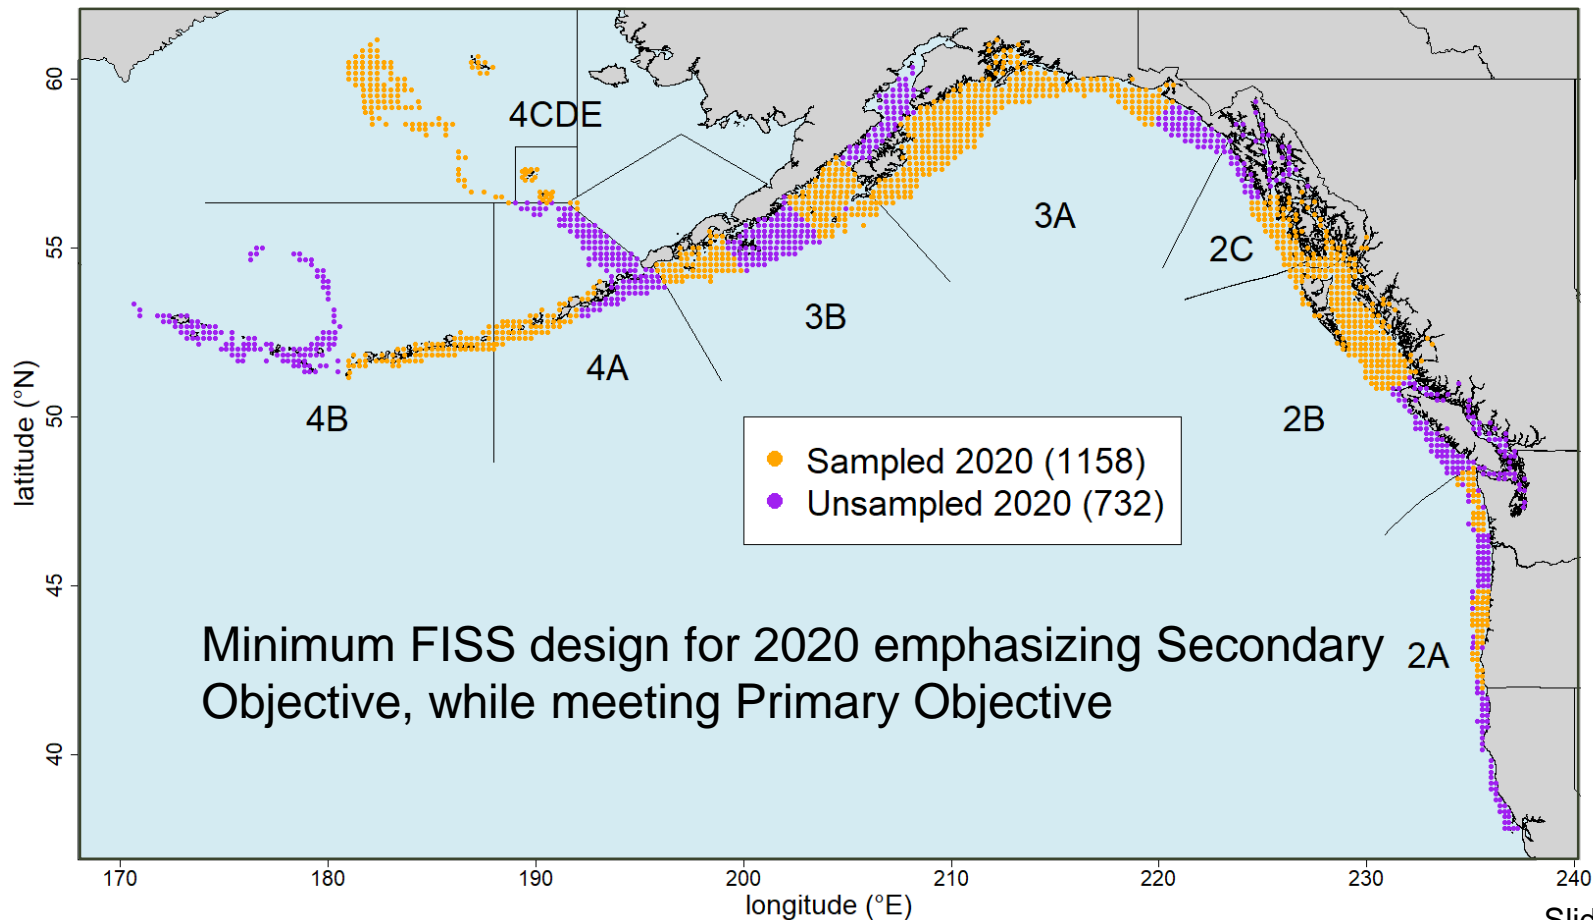 4CDE
3A
2C
3B
4A
4B
2B
2A
Sampled 2020 (1158)
Unsampled 2020 (732)
Minimum FISS design for 2020 emphasizing Secondary
Objective, while meeting Primary Objective
latitude (°N)
60
55
50
45
40
170 180 190 200 210 220 230 240
longitude (°E)
Slid